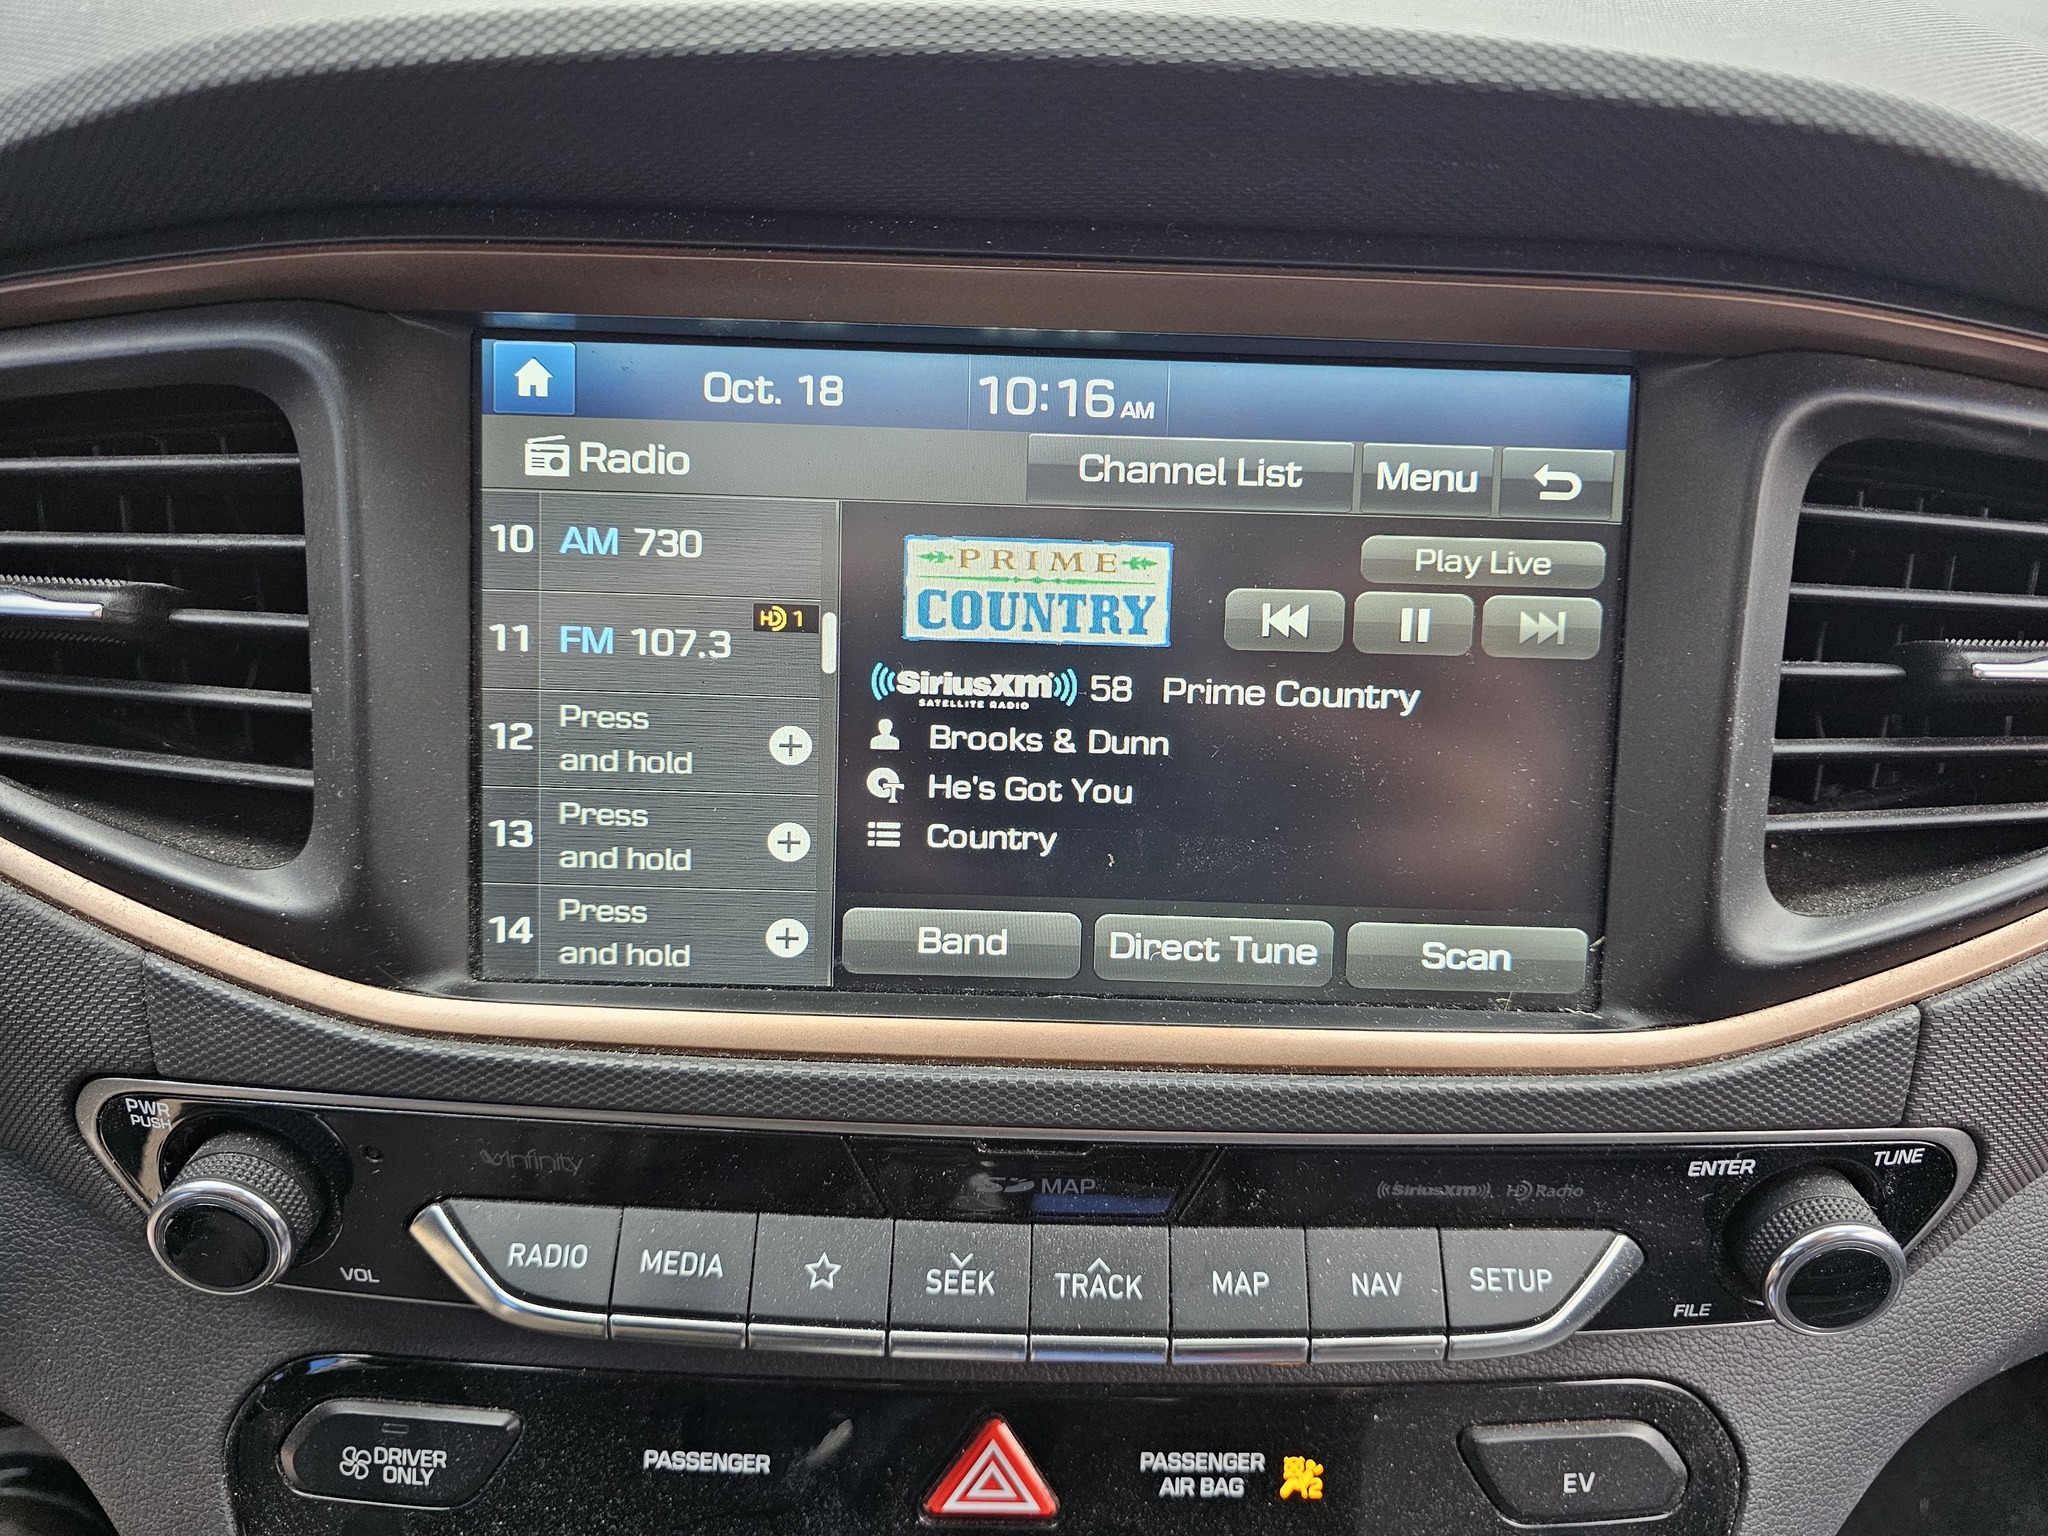 Oct. 18
10:16 AM
Radio
Channel List
Menu
10 AM 730
11 FM 107.3
HD 1
12 Press
and hold
13 Press
and hold
14 Press
and hold
PRIME
COUNTRY
Play Live
((SiriusXM)) 58 Prime Country
SATELLITE RADIO
Brooks & Dunn
He's Got You
Country
Band
Direct Tune
Scan
PWR
PUSH
VOL
infinity
SD MAP
((SiriusXM)) HD Radio
ENTER
TUNE
FILE
RADIO
MEDIA
SEEK
TRACK
MAP
NAV
SETUP
DRIVER
ONLY
PASSENGER
PASSENGER
AIR BAG
2
EV